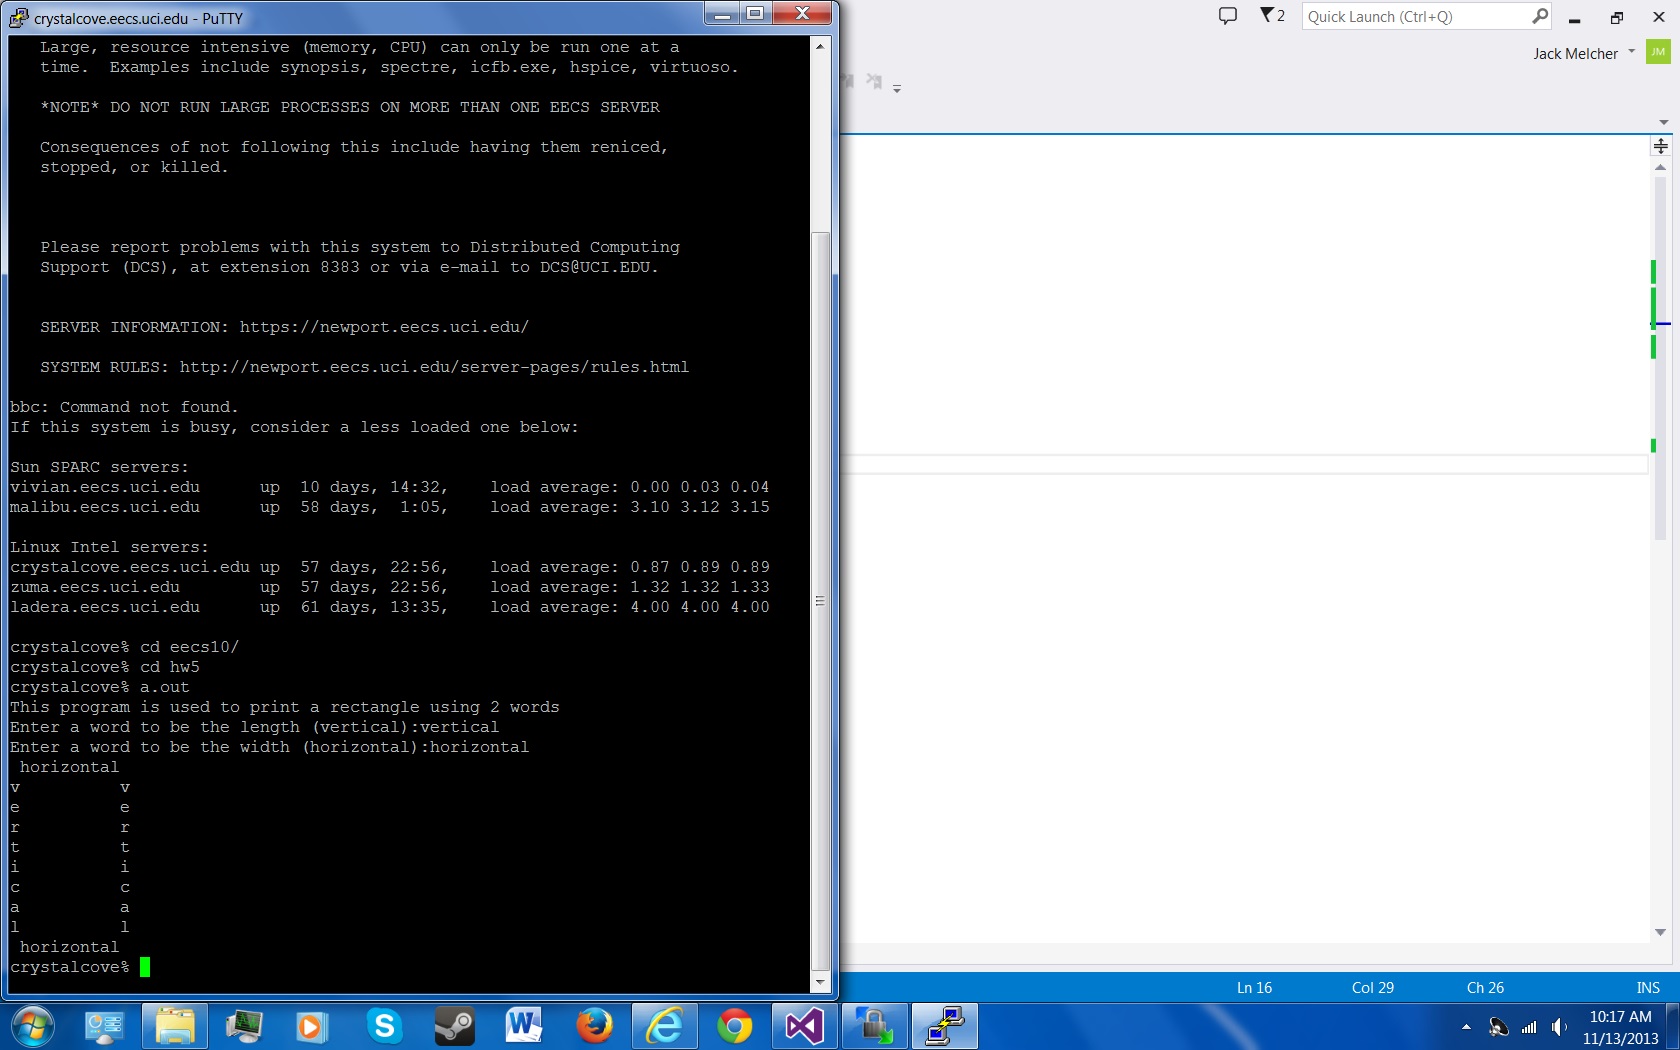 crystalcove.eecs.uci.edu - PuTTY
Large, resource intensive (memory, CPU) can only be run one at a
time.  Examples include synopsis, spectre, icfb.exe, hspice, virtuoso.
*NOTE* DO NOT RUN LARGE PROCESSES ON MORE THAN ONE EECS SERVER
Consequences of not following this include having them reniced,
stopped, or killed.
Please report problems with this system to Distributed Computing
Support (DCS), at extension 8383 or via e-mail to DCS@UCI.EDU.
SERVER INFORMATION: https://newport.eecs.uci.edu/
SYSTEM RULES: http://newport.eecs.uci.edu/server-pages/rules.html
bbc: Command not found.
If this system is busy, consider a less loaded one below:
Sun SPARC servers:
vivian.eecs.uci.edu      up  10 days, 14:32,    load average: 0.00 0.03 0.04
malibu.eecs.uci.edu      up  58 days,  1:05,    load average: 3.10 3.12 3.15
Linux Intel servers:
crystalcove.eecs.uci.edu up  57 days, 22:56,    load average: 0.87 0.89 0.89
zuma.eecs.uci.edu        up  57 days, 22:56,    load average: 1.32 1.32 1.33
ladera.eecs.uci.edu      up  61 days, 13:35,    load average: 4.00 4.00 4.00
crystalcove% cd eecs10/
crystalcove% cd hw5
crystalcove% a.out
This program is used to print a rectangle using 2 words
Enter a word to be the length (vertical):vertical
Enter a word to be the width (horizontal):horizontal
 horizontal
v          v
e          e
r          r
t          t
i          i
c          c
a          a
l          l
 horizontal
crystalcove%
2
Quick Launch (Ctrl+Q)
Jack Melcher
JM
Ln 16
Col 29
Ch 26
INS
10:17 AM
11/13/2013